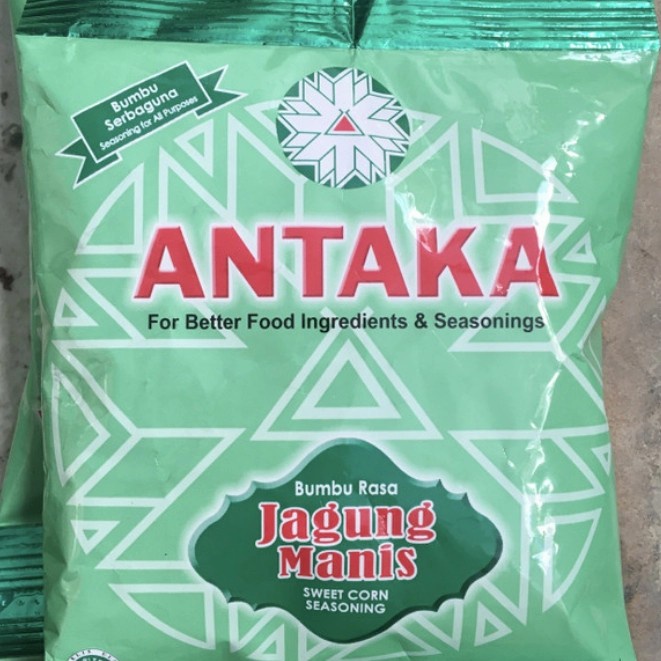 Bumbu
Serbaguna
Seasoning for All Purposes
ANTAKA
For Better Food Ingredients & Seasonings
Bumbu Rasa
Jagung
Manis
SWEET CORN
SEASONING